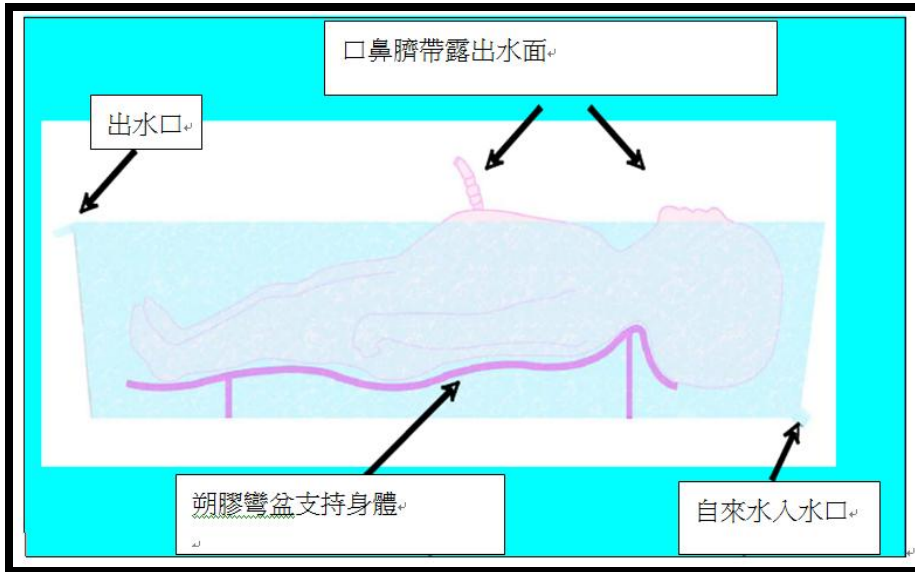 口鼻臍帶露出水面
出水口
塑膠彎盆支持身體
自來水入水口